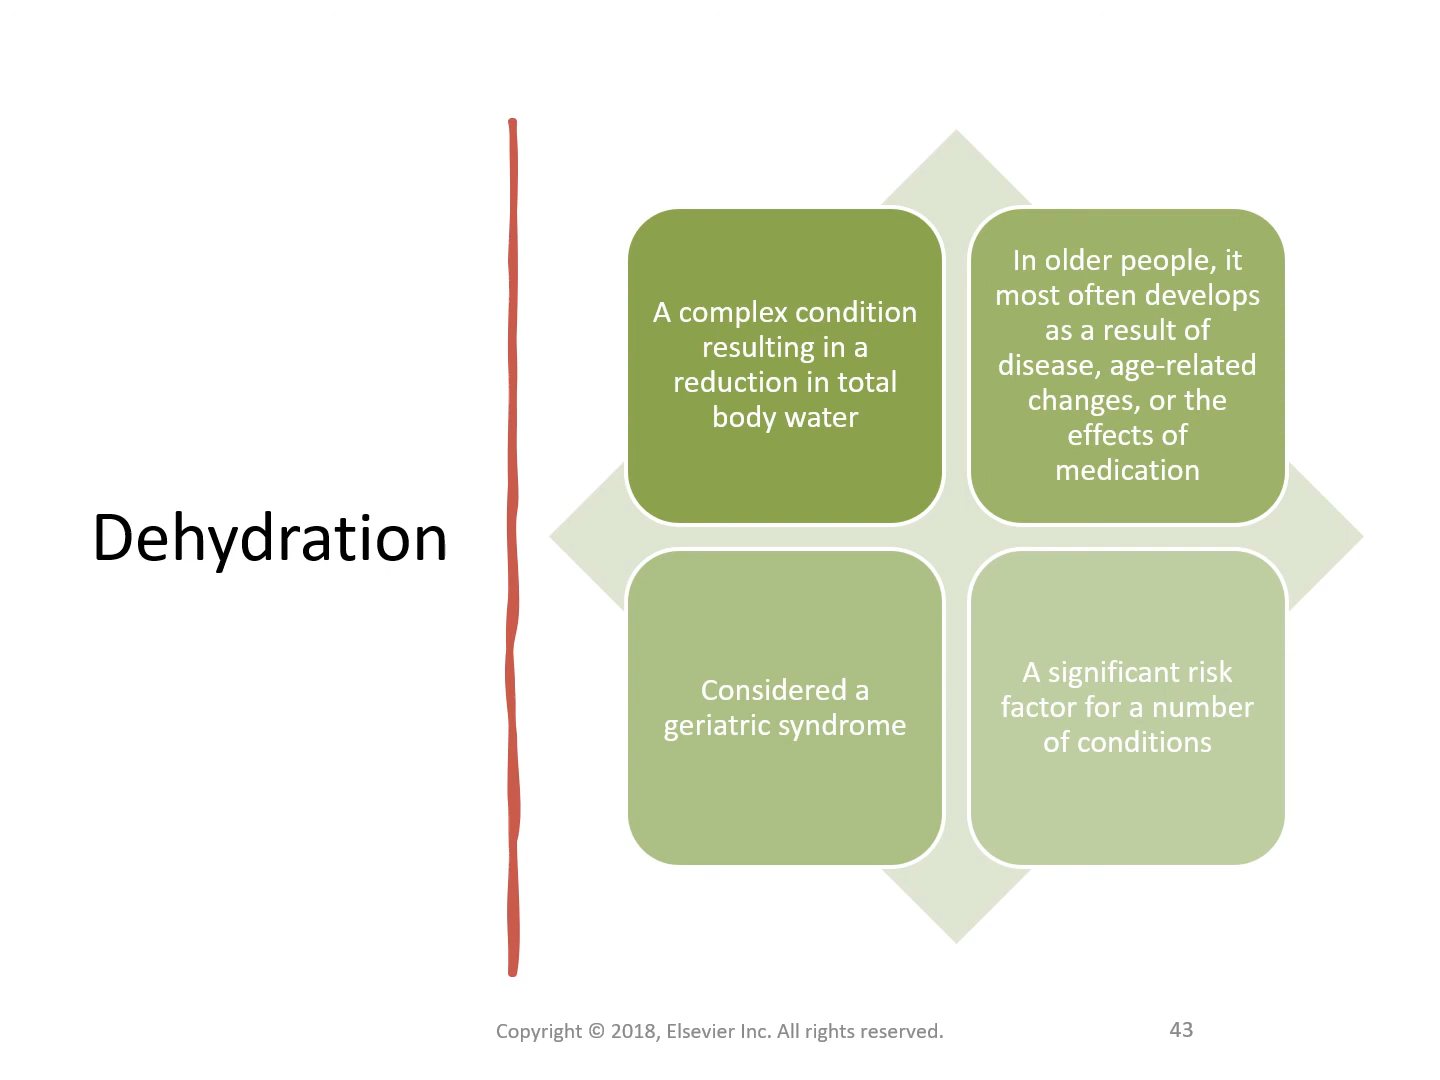 Dehydration
A complex condition
resulting in a
reduction in total
body water
In older people, it
most often develops
as a result of
disease, age-related
changes, or the
effects of
medication
Considered a
geriatric syndrome
A significant risk
factor for a number
of conditions
Copyright © 2018, Elsevier Inc. All rights reserved.
43